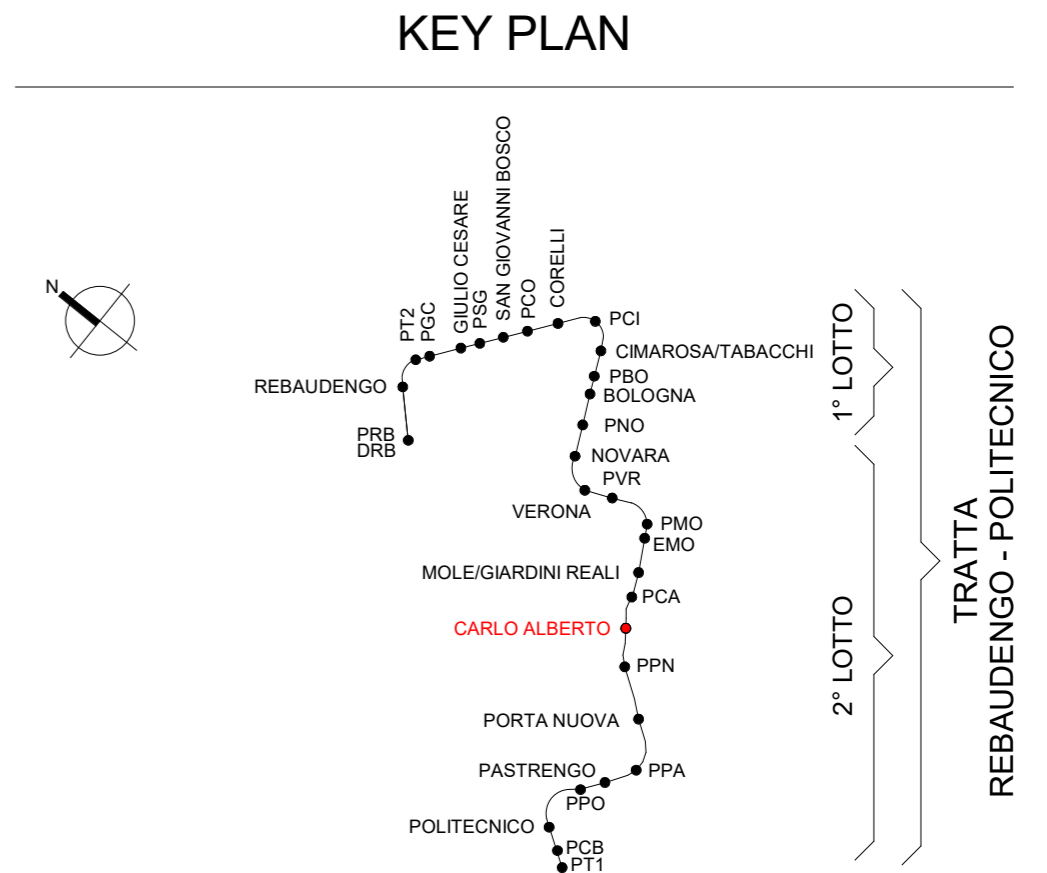 KEY PLAN
N
PT2
PGC
GIULIO CESARE
PSG
SAN GIOVANNI BOSCO
PCO
CORELLI
PCI
CIMAROSA/TABACCHI
REBAUDENGO
PBO
BOLOGNA
PNO
PRB
DRB
NOVARA
PVR
VERONA
PMO
EMO
MOLE/GIARDINI REALI
PCA
CARLO ALBERTO
PPN
PORTA NUOVA
PASTRENGO
PPA
PPO
POLITECNICO
PCB
PT1
1° LOTTO
2° LOTTO
TRATTA
REBAUDENGO - POLITECNICO